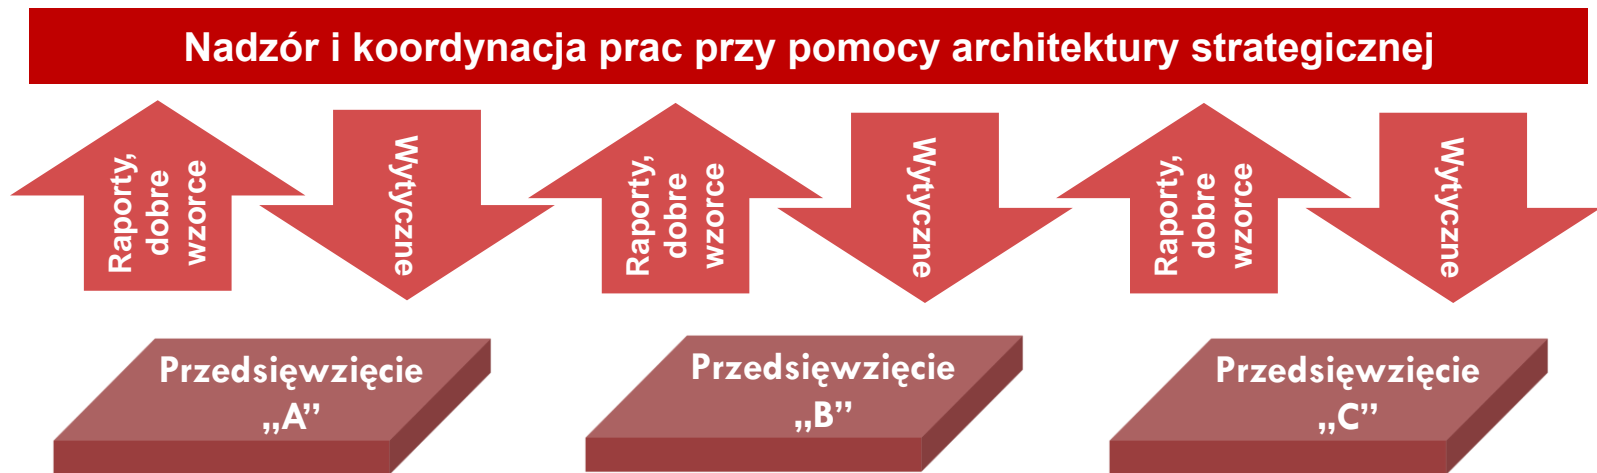 Nadzór i koordynacja prac przy pomocy architektury strategicznej
Raporty,
dobre
wzorce
Wytyczne
Raporty,
dobre
wzorce
Wytyczne
Raporty,
dobre
wzorce
Wytyczne
Przedsięwzięcie
„A”
Przedsięwzięcie
„B”
Przedsięwzięcie
„C”